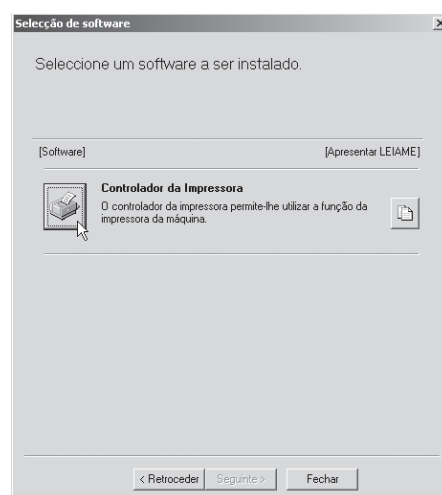 Selecção de software
Seleccione um software a ser instalado.
[Software] [Apresentar LEIAME]
Controlador da Impressora
O controlador da impressora permite-lhe utilizar a função da
impressora da máquina.
< Retroceder Seguinte > Fechar